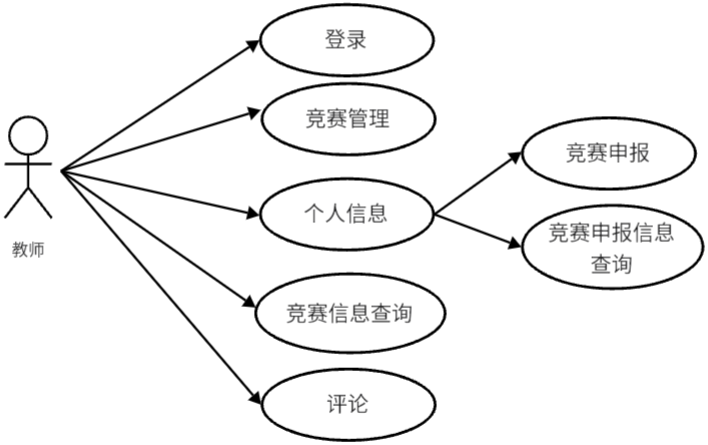 登录
竞赛管理
个人信息
竞赛信息查询
评论
教师
竞赛申报
竞赛申报信息
查询